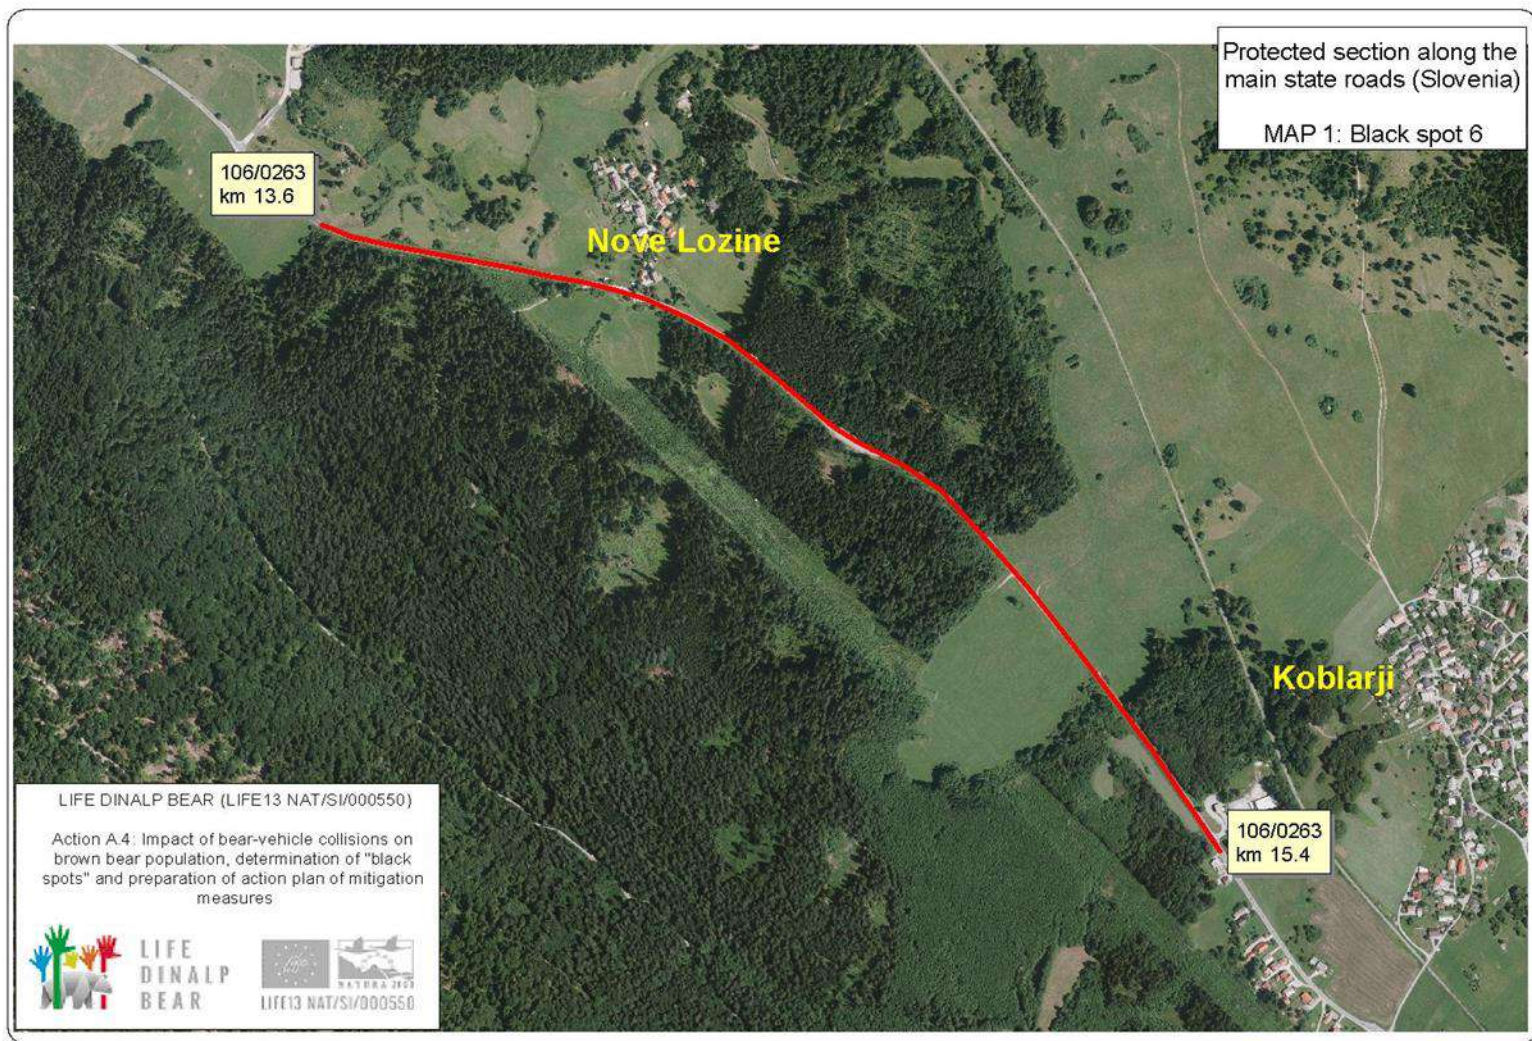 Protected section along the
main state roads (Slovenia)
MAP 1: Black spot 6
106/0263
km 13.6
Nove Lozine
Koblarji
106/0263
km 15.4
LIFE DINALP BEAR (LIFE13 NAT/SI/000550)
Action A.4: Impact of bear-vehicle collisions on
brown bear population, determination of "black
spots" and preparation of action plan of mitigation
measures
LIFE
DINALP
BEAR
NATURA 2000
LIFE13 NAT/SI/000550